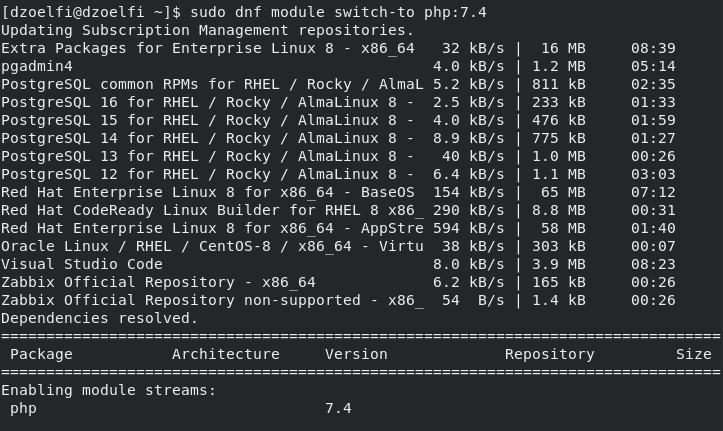 [dzoelfi@dzoelfi ~]$ sudo dnf module switch-to php:7.4
Updating Subscription Management repositories.
Extra Packages for Enterprise Linux 8 - x86_64   32 kB/s |  16 MB     08:39
pgadmin4                                        4.0 kB/s | 1.2 MB     05:14
PostgreSQL common RPMs for RHEL / Rocky / AlmaL 5.2 kB/s | 811 kB     02:35
PostgreSQL 16 for RHEL / Rocky / AlmaLinux 8 -  2.5 kB/s | 233 kB     01:33
PostgreSQL 15 for RHEL / Rocky / AlmaLinux 8 -  4.0 kB/s | 476 kB     01:59
PostgreSQL 14 for RHEL / Rocky / AlmaLinux 8 -  8.9 kB/s | 775 kB     01:27
PostgreSQL 13 for RHEL / Rocky / AlmaLinux 8 -   40 kB/s | 1.0 MB     00:26
PostgreSQL 12 for RHEL / Rocky / AlmaLinux 8 -  6.4 kB/s | 1.1 MB     03:03
Red Hat Enterprise Linux 8 for x86_64 - BaseOS  154 kB/s |  65 MB     07:12
Red Hat CodeReady Linux Builder for RHEL 8 x86_ 290 kB/s | 8.8 MB     00:31
Red Hat Enterprise Linux 8 for x86_64 - AppStre 594 kB/s |  58 MB     01:40
Oracle Linux / RHEL / CentOS-8 / x86_64 - Virtu  38 kB/s | 303 kB     00:07
Visual Studio Code                              8.0 kB/s | 3.9 MB     08:23
Zabbix Official Repository - x86_64             6.2 kB/s | 165 kB     00:26
Zabbix Official Repository non-supported - x86_  54  B/s | 1.4 kB     00:26
Dependencies resolved.
================================================================================
 Package           Architecture     Version             Repository         Size
================================================================================
Enabling module streams:
 php                                7.4